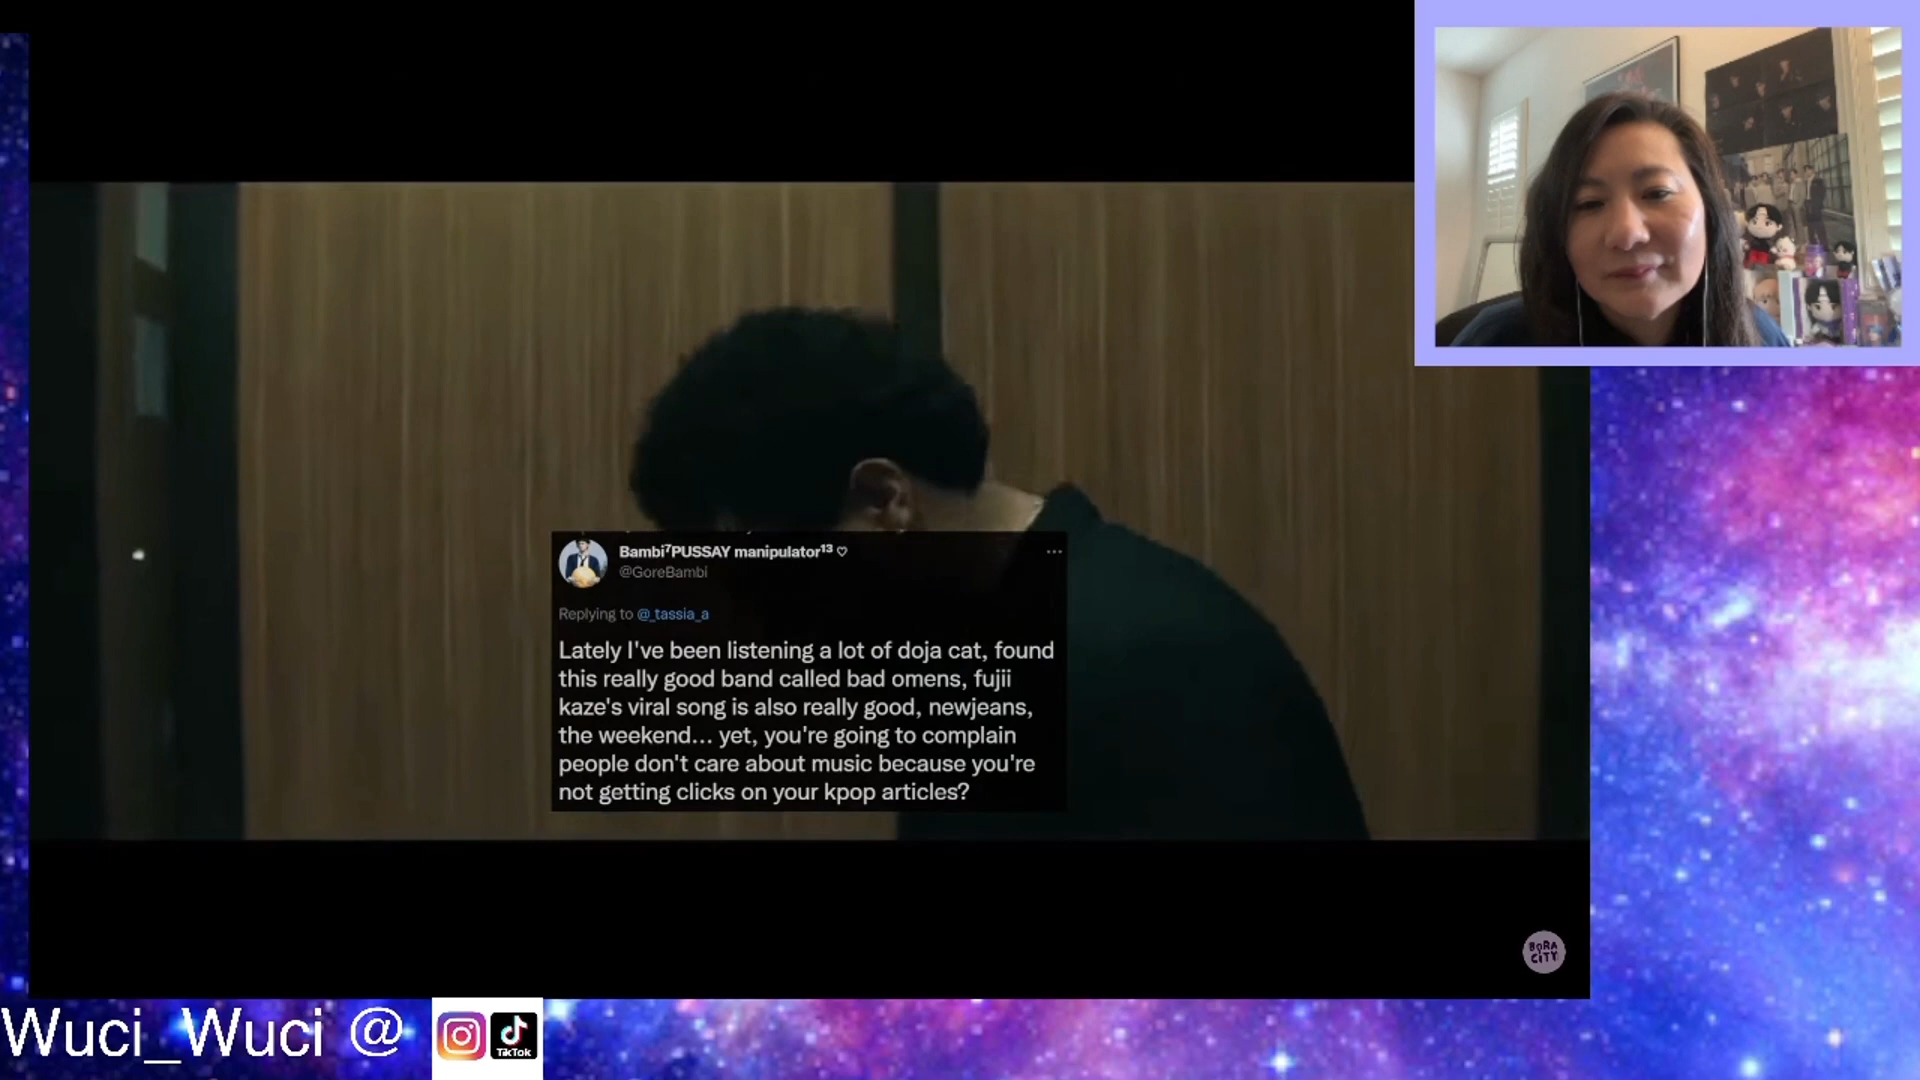 Bambi⁷PUSSAY manipulator¹³ ♡
@GoreBambi
Replying to @_tassia_a
Lately I've been listening a lot of doja cat, found
this really good band called bad omens, fujii
kaze's viral song is also really good, newjeans,
the weekend... yet, you're going to complain
people don't care about music because you're
not getting clicks on your kpop articles?
BORA
CITY
Wuci_Wuci @
TikTok